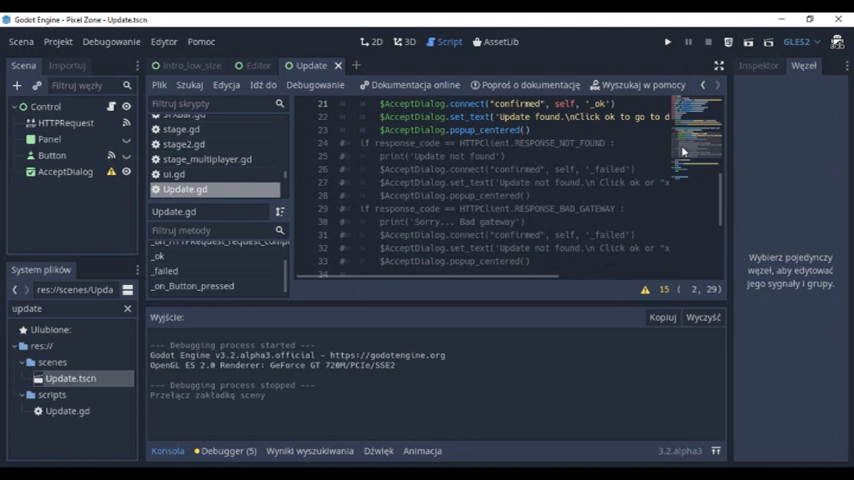 Godot Engine - Pixel Zone - Update.tscn
Scena Projekt Debugowanie Edytor Pomoc 2D 3D Script AssetLib GLES2
Scena Importuj Intro_low_size Editor Update Inspektor Węzeł
Filtruj węzły Plik Szukaj Edycja Idź do Debugowanie Dokumentacja online Poproś o dokumentację Wyszukaj w pomocy
Control
HTTPRequest
Panel
Button
AcceptDialog
Filtruj skrypty
stage.gd
stage2.gd
stage_multiplayer.gd
ui.gd
Update.gd
Update.gd
Filtruj metody
_ok
_failed
_on_Button_pressed
21 $AcceptDialog.connect("confirmed", self, '_ok')
22 $AcceptDialog.set_text('Update found.\nClick ok to go to d
23 $AcceptDialog.popup_centered()
24 # if response_code == HTTPClient.RESPONSE_NOT_FOUND :
25 # print('Update not found')
26 # $AcceptDialog.connect("confirmed", self, '_failed')
27 # $AcceptDialog.set_text('Update not found.\n Click ok or "x
28 # $AcceptDialog.popup_centered()
29 # if response_code == HTTPClient.RESPONSE_BAD_GATEWAY :
30 # print('Sorry... Bad gateway')
31 # $AcceptDialog.connect("confirmed", self, '_failed')
32 # $AcceptDialog.set_text('Update not found.\n Click ok or "x
33 # $AcceptDialog.popup_centered()
34
15 ( 2, 29)
Wybierz pojedynczy
węzeł, aby edytować
jego sygnały i grupy.
System plików
res://scenes/Upda
update
Ulubione:
res://
scenes
Update.tscn
scripts
Update.gd
Wyjście: Kopiuj Wyczyść
--- Debugging process started ---
Godot Engine v3.2.alpha3.official - https://godotengine.org
OpenGL ES 2.0 Renderer: GeForce GT 720M/PCIe/SSE2
--- Debugging process stopped ---
Przełącz zakładkę sceny
Konsola Debugger (5) Wyniki wyszukiwania Dźwięk Animacja 3.2.alpha3